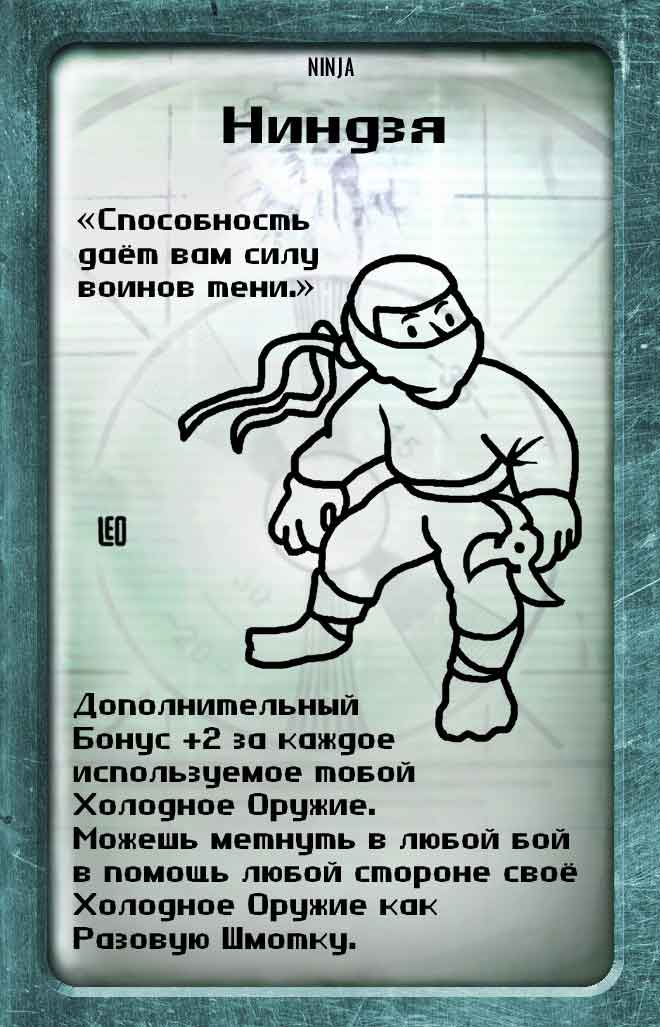 NINJA
Ниндзя
«Способность
даёт вам силу
воинов тени.»
LEO
Дополнительный
Бонус +2 за каждое
используемое тобой
Холодное Оружие.
Можешь метнуть в любой бой
в помощь любой стороне своё
Холодное Оружие как
Разовую Шмотку.